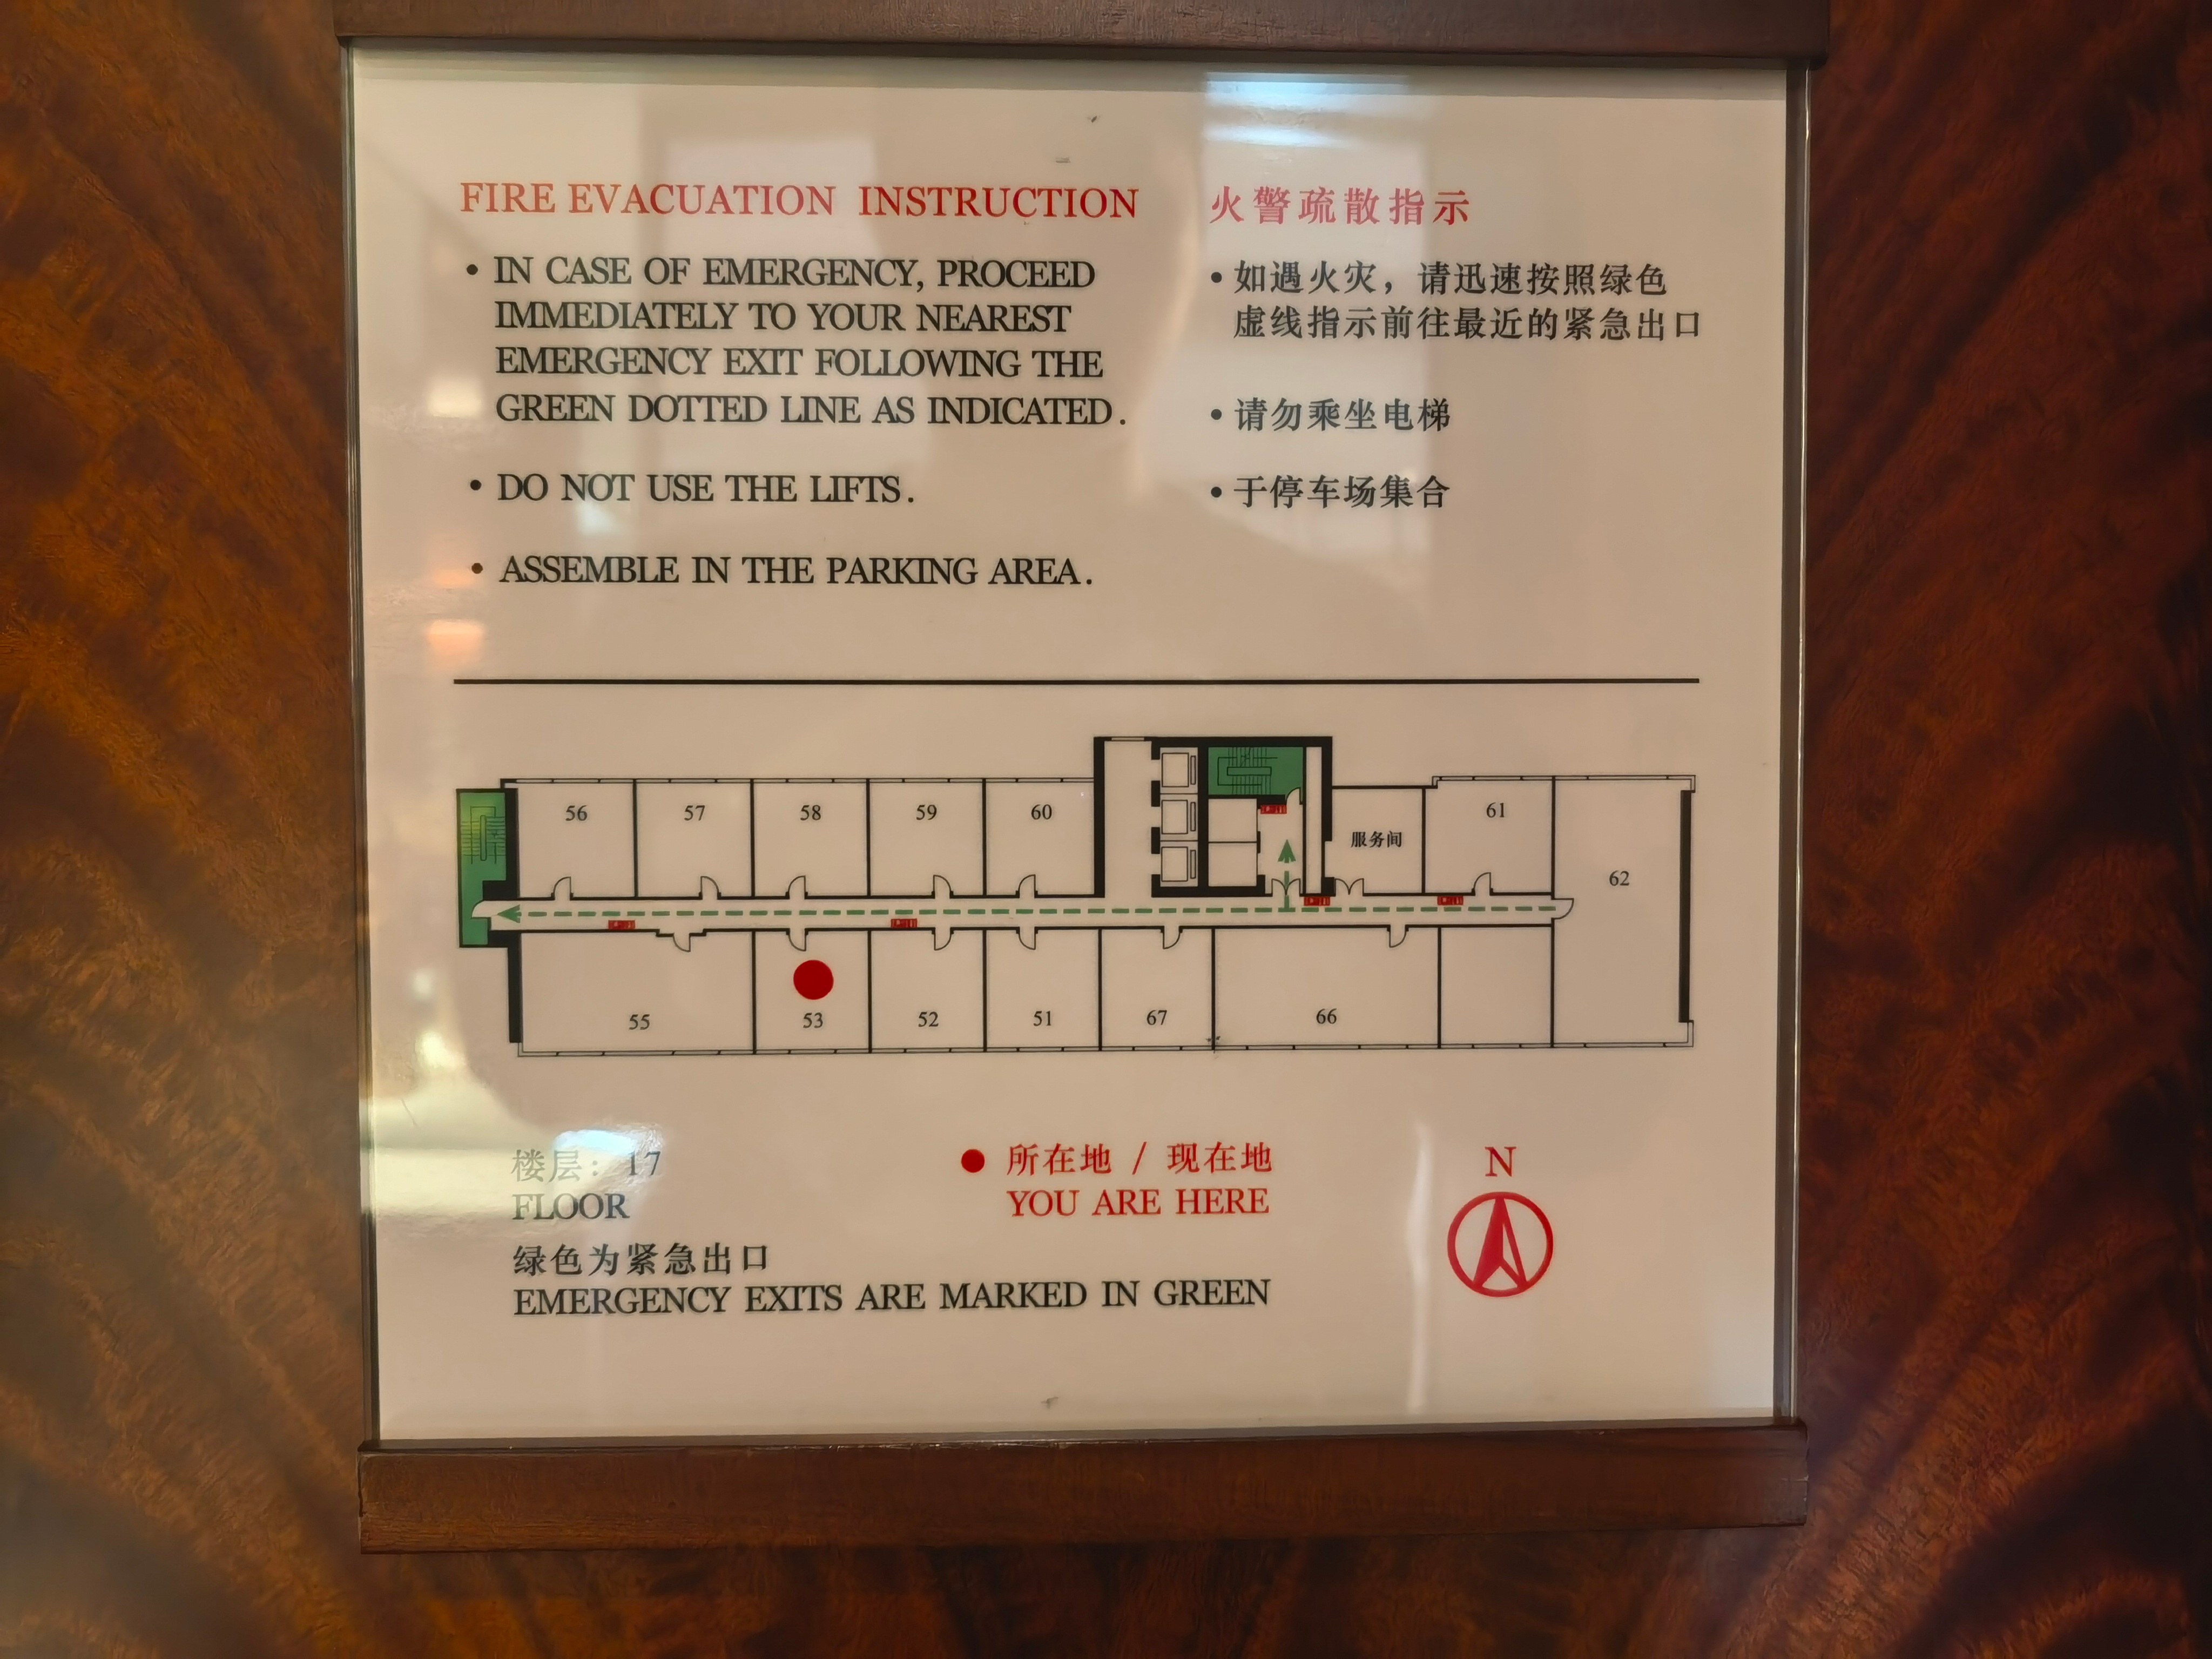 FIRE EVACUATION INSTRUCTION
• IN CASE OF EMERGENCY, PROCEED
IMMEDIATELY TO YOUR NEAREST
EMERGENCY EXIT FOLLOWING THE
GREEN DOTTED LINE AS INDICATED.
• DO NOT USE THE LIFTS.
• ASSEMBLE IN THE PARKING AREA.
火警疏散指示
• 如遇火灾，请迅速按照绿色
虚线指示前往最近的紧急出口
• 请勿乘坐电梯
• 于停车场集合
56 57 58 59 60 服务间 61 62
55 53 52 51 67 66
楼层: 17
FLOOR
绿色为紧急出口
EMERGENCY EXITS ARE MARKED IN GREEN
所在地 / 现在地
YOU ARE HERE
N